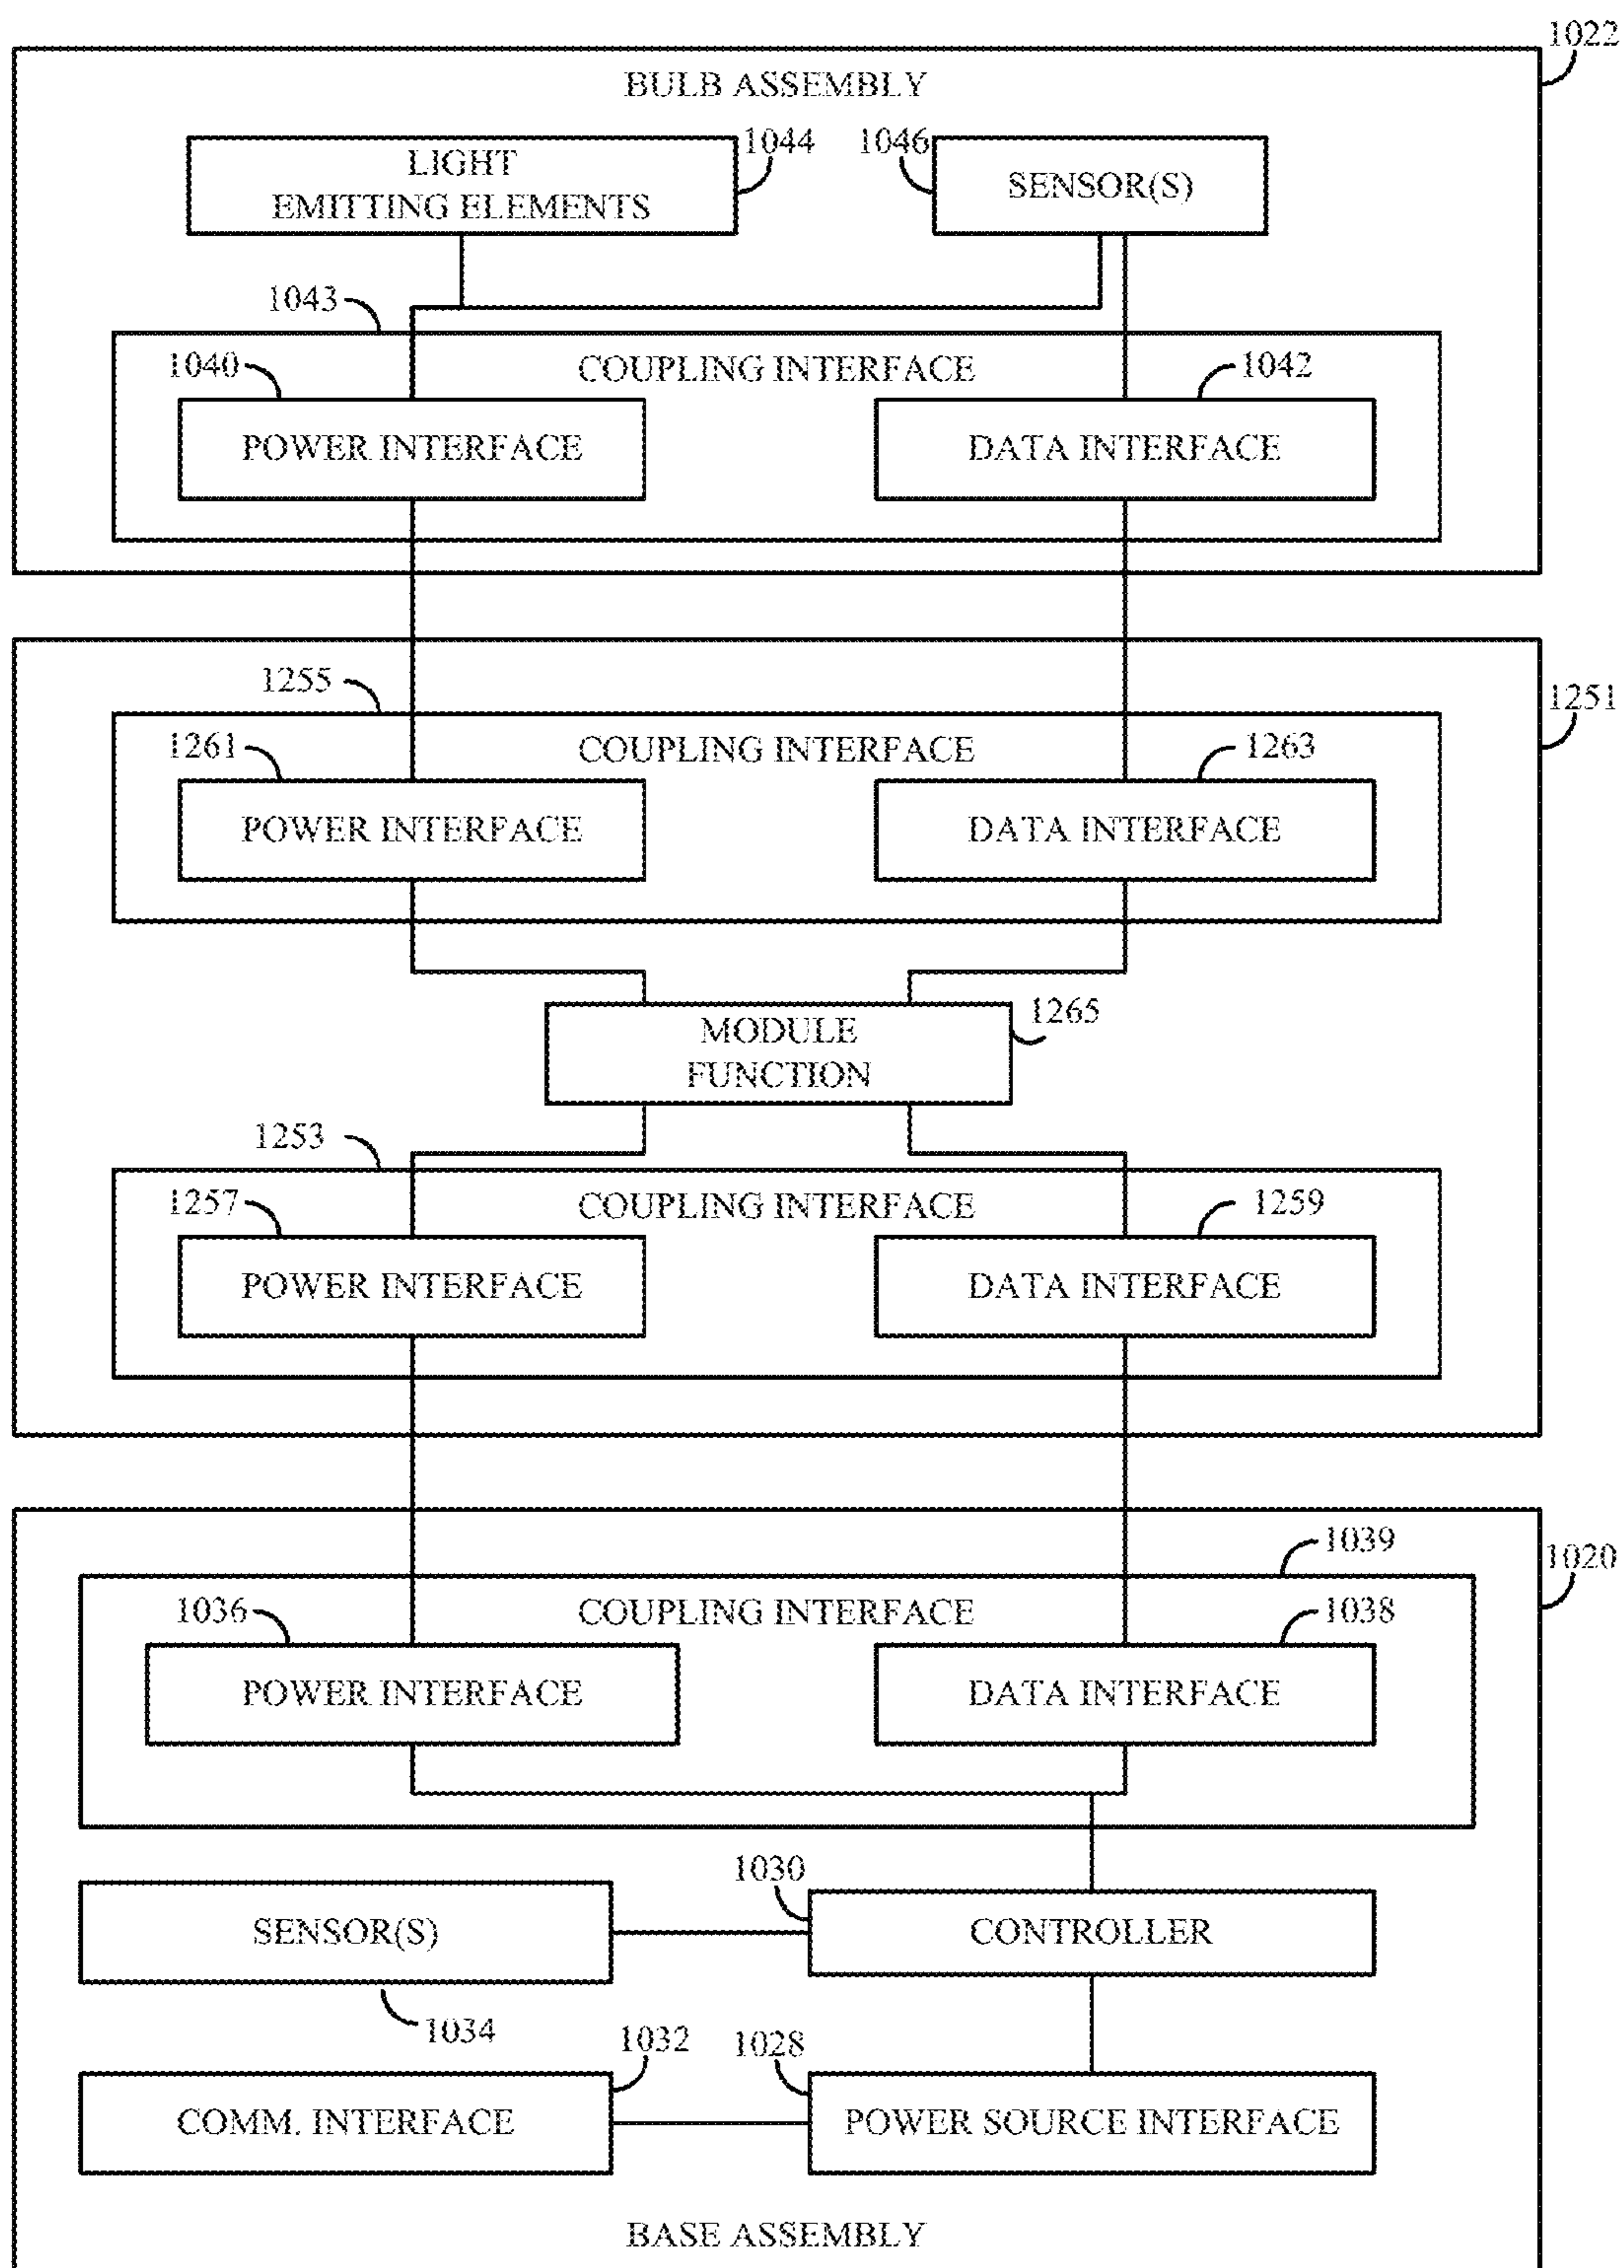 1022
BULB ASSEMBLY
1044
1046
LIGHT
EMITTING ELEMENTS
SENSOR(S)
1043
1040
COUPLING INTERFACE
1042
POWER INTERFACE
DATA INTERFACE
1255
1251
1261
COUPLING INTERFACE
1263
POWER INTERFACE
DATA INTERFACE
1265
MODULE
FUNCTION
1253
1257
COUPLING INTERFACE
1259
POWER INTERFACE
DATA INTERFACE
1039
1020
1036
COUPLING INTERFACE
1038
POWER INTERFACE
DATA INTERFACE
1030
SENSOR(S)
CONTROLLER
1034
1032
1028
COMM. INTERFACE
POWER SOURCE INTERFACE
BASE ASSEMBLY